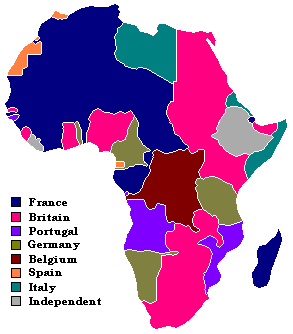 France
Britain
Portugal
Germany
Belgium
Spain
Italy
Independent